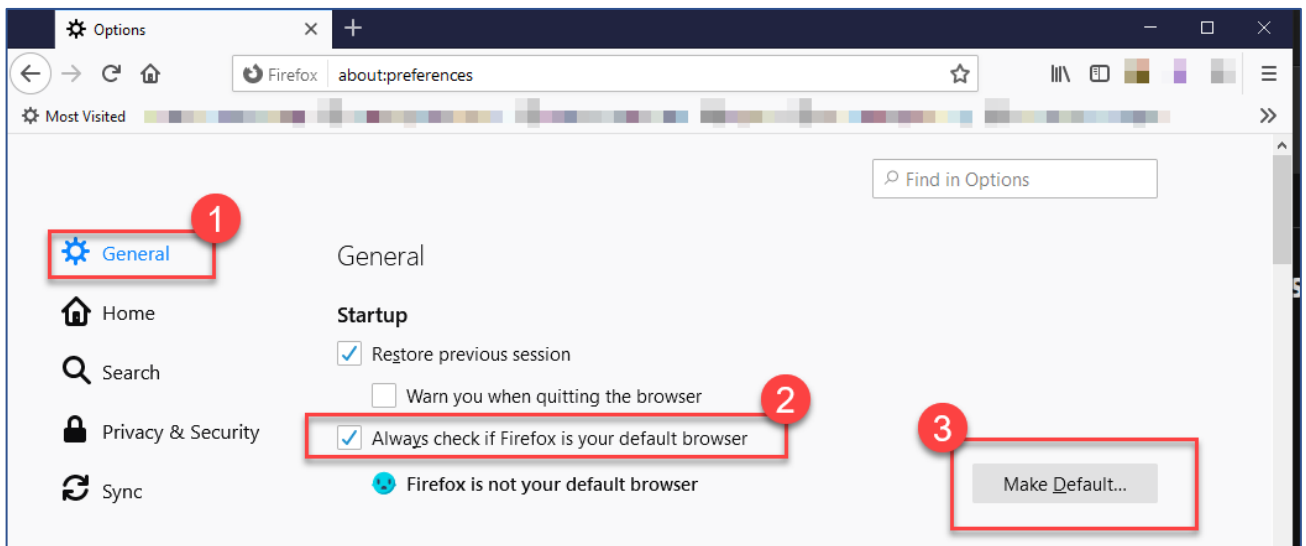 Options
Firefox about:preferences
Most Visited
Find in Options
1
General
General
Home
Startup
Restore previous session
Search
Warn you when quitting the browser
2
Privacy & Security
Always check if Firefox is your default browser
3
Sync
Firefox is not your default browser
Make Default...